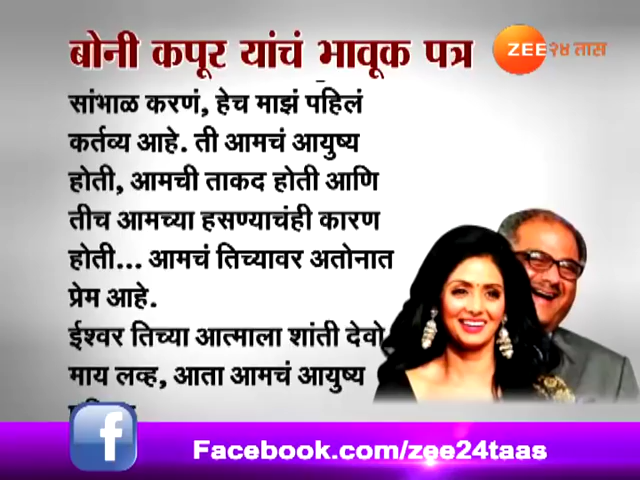 बोनी कपूर यांचं भावूक पत्र
ZEE २४ तास
सांभाळ करणं, हेच माझं पहिलं
कर्तव्य आहे. ती आमचं आयुष्य
होती, आमची ताकद होती आणि
तीच आमच्या हसण्याचंही कारण
होती... आमचं तिच्यावर अतोनात
प्रेम आहे.
ईश्वर तिच्या आत्माला शांती देवो
माय लव्ह, आता आमचं आयुष्य
Facebook.com/zee24taas